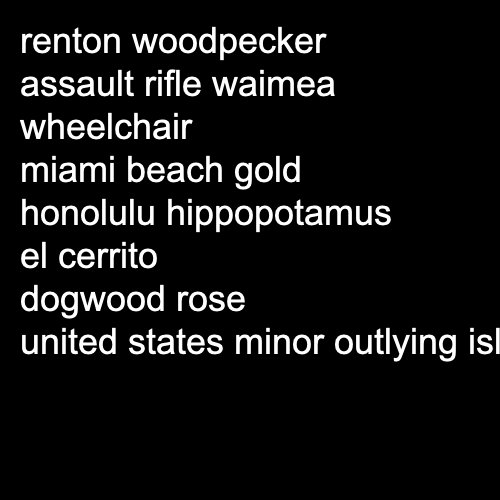 renton woodpecker
assault rifle waimea
wheelchair
miami beach gold
honolulu hippopotamus
el cerrito
dogwood rose
united states minor outlying